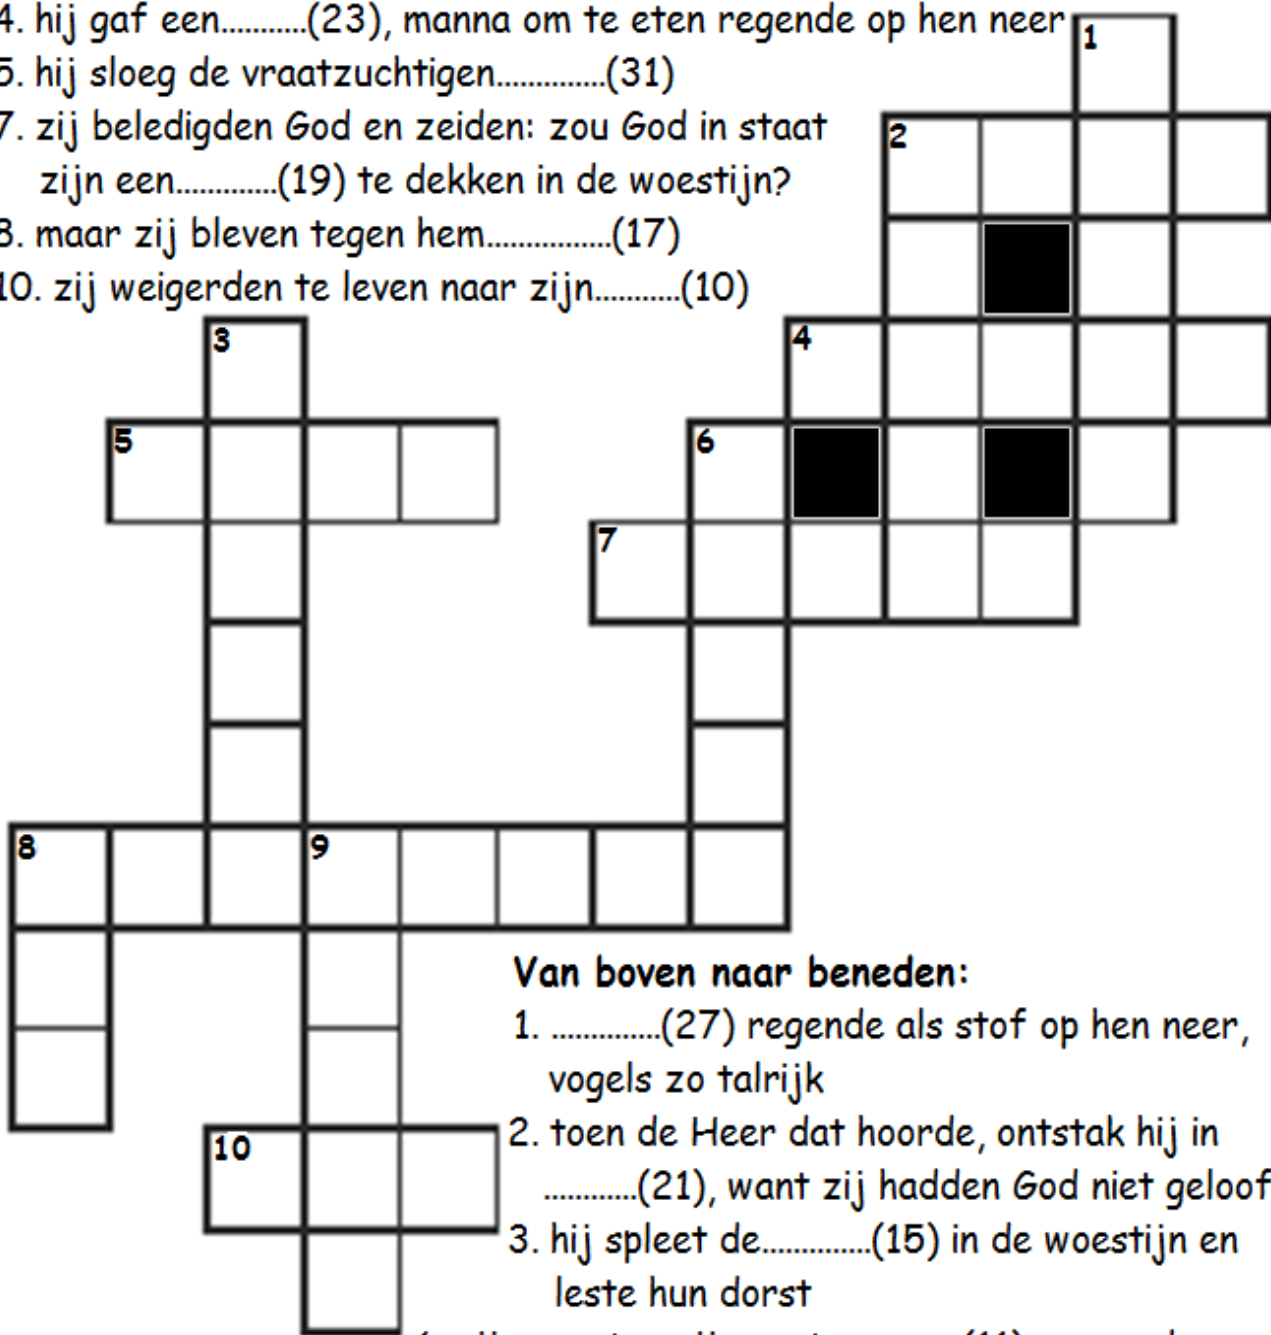 4. hij gaf een...........(23), manna om te eten regende op hen neer
5. hij sloeg de vraatzuchtigen..............(31)
7. zij beledigden God en zeiden: zou God in staat
zijn een.............(19) te dekken in de woestijn?
8. maar zij bleven tegen hem................(17)
10. zij weigerden te leven naar zijn...........(10)
1
2
3
4
5
6
7
8
9
10
Van boven naar beneden:
1. ..............(27) regende als stof op hen neer,
vogels zo talrijk
2. toen de Heer dat hoorde, ontstak hij in
............(21), want zij hadden God niet geloof
3. hij spleet de..............(15) in de woestijn en
leste hun dorst
(11)